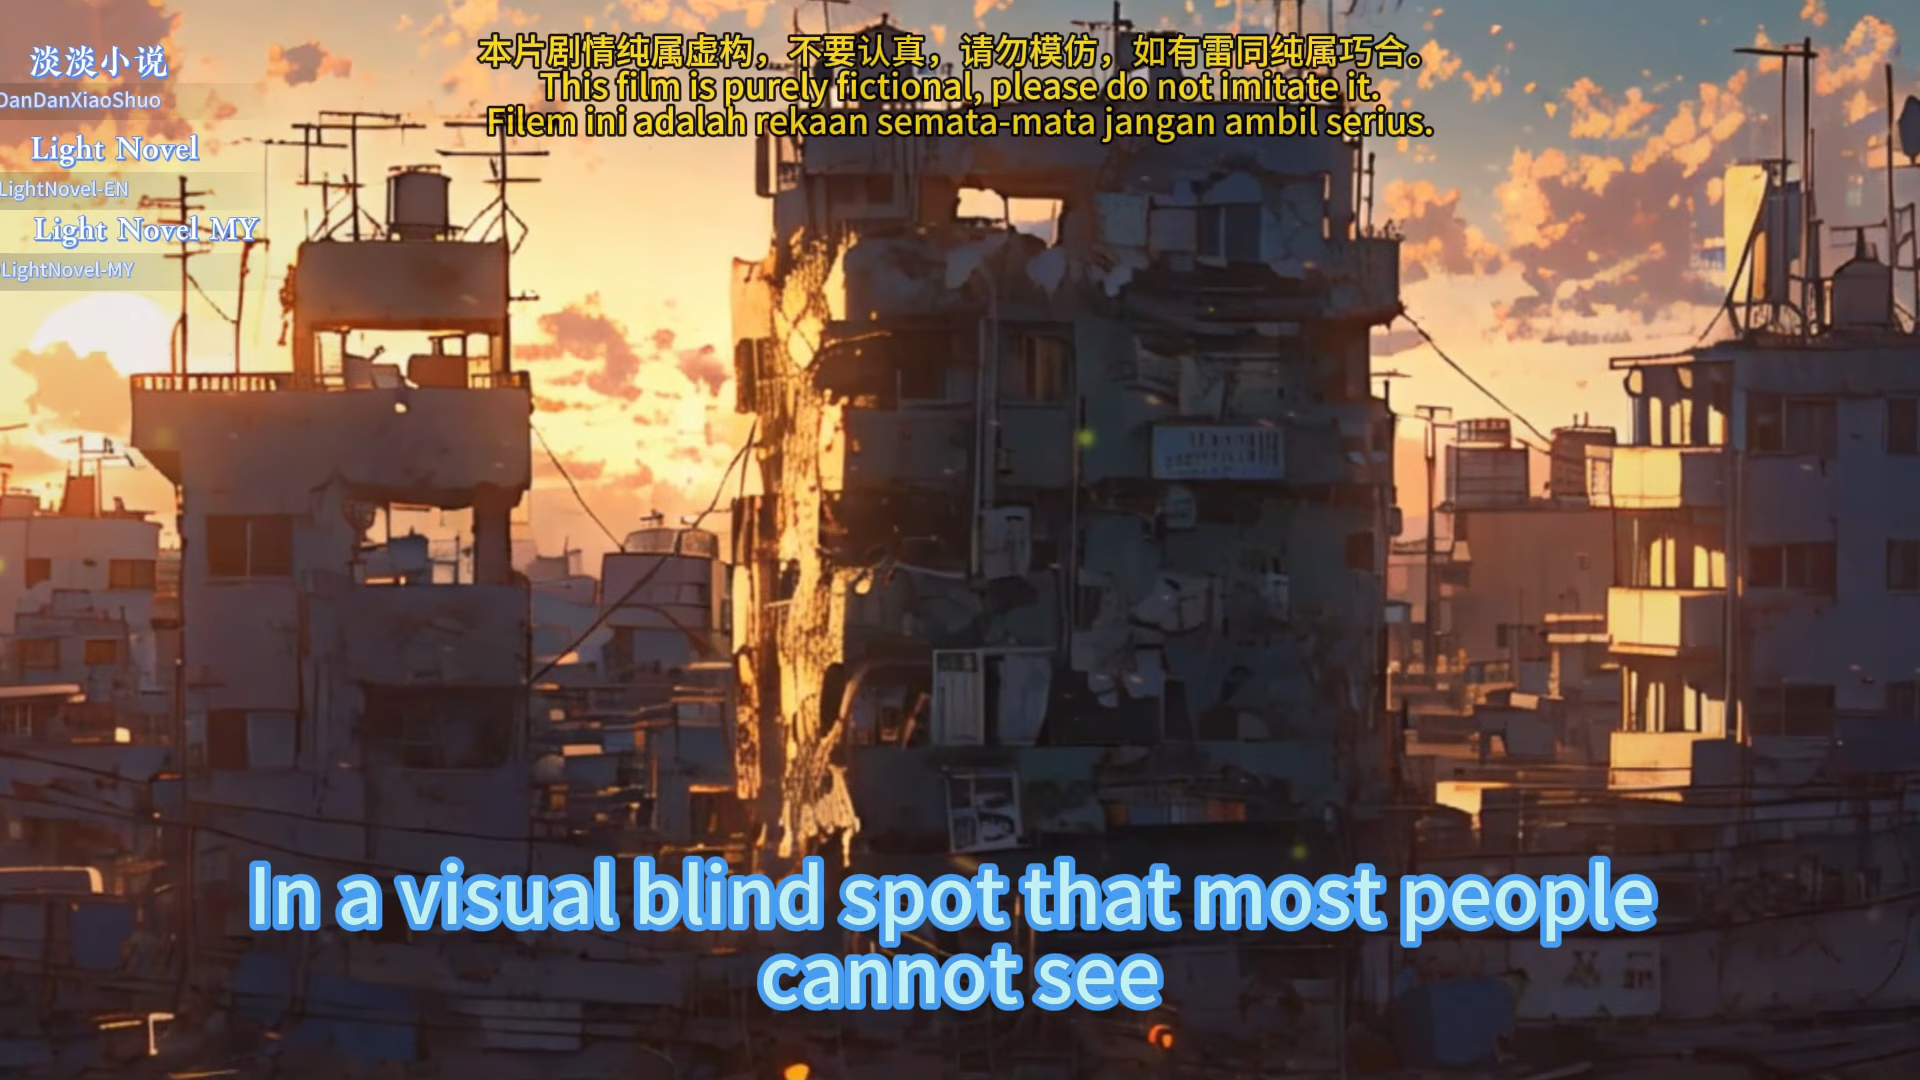 淡淡小说
DanDanXiaoShuo
Light Novel
LightNovel-EN
Light Novel MY
LightNovel-MY
本片剧情纯属虚构，不要认真，请勿模仿，如有雷同纯属巧合。
This film is purely fictional, please do not imitate it.
Filem ini adalah rekaan semata-mata jangan ambil serius.
In a visual blind spot that most people
cannot see